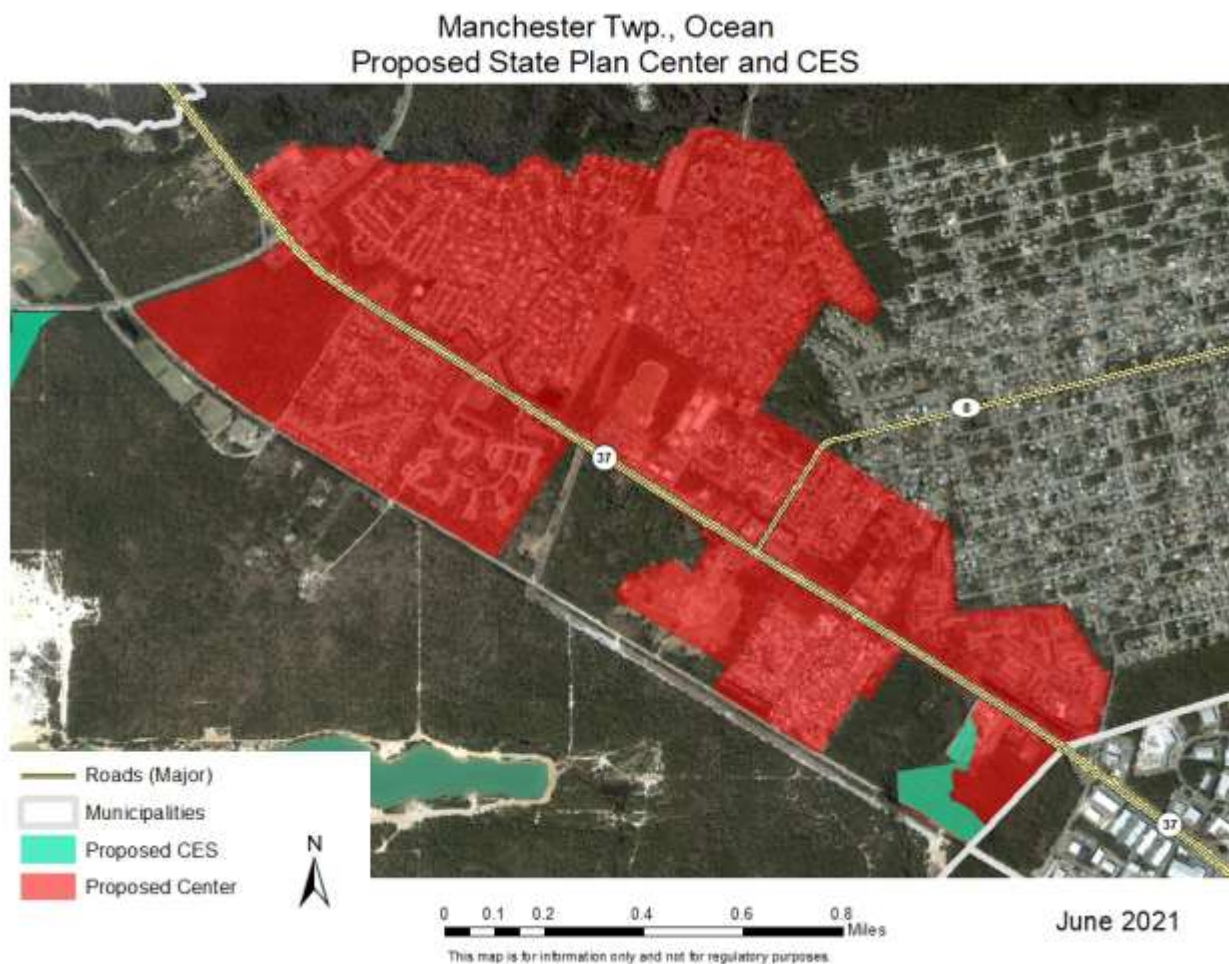 Manchester Twp., Ocean
Proposed State Plan Center and CES
8
37
37
Roads (Major)
Municipalities
Proposed CES
Proposed Center
N
0 0.1 0.2 0.4 0.6 0.8
Miles
June 2021
This map is for information only and not for regulatory purposes.